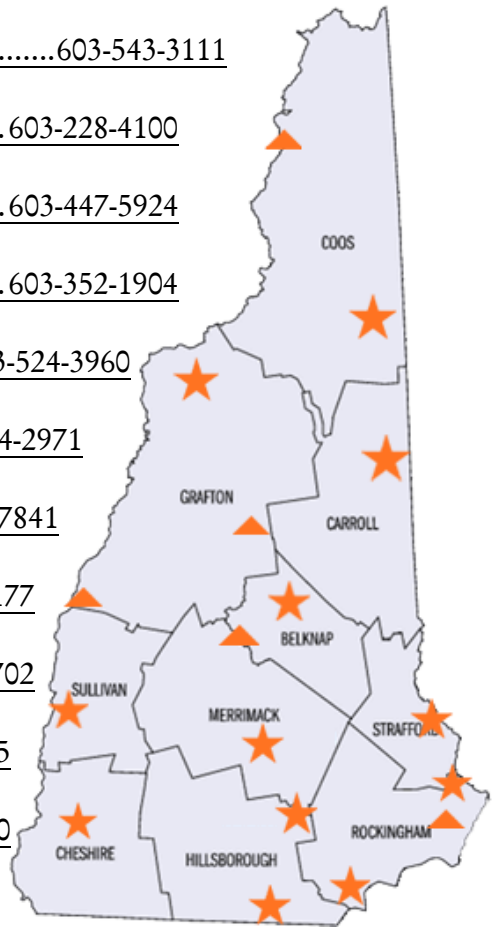 .......603-543-3111
.603-228-4100
.603-447-5924
COOS
.603-352-1904
3-524-3960
4-2971
GRAFTON
CARROLL
7841
177
BELKNAP
702
SULLIVAN
MERRIMACK
STRAFFORD
5
ROCKINGHAM
0
CHESHIRE
HILLSBOROUGH